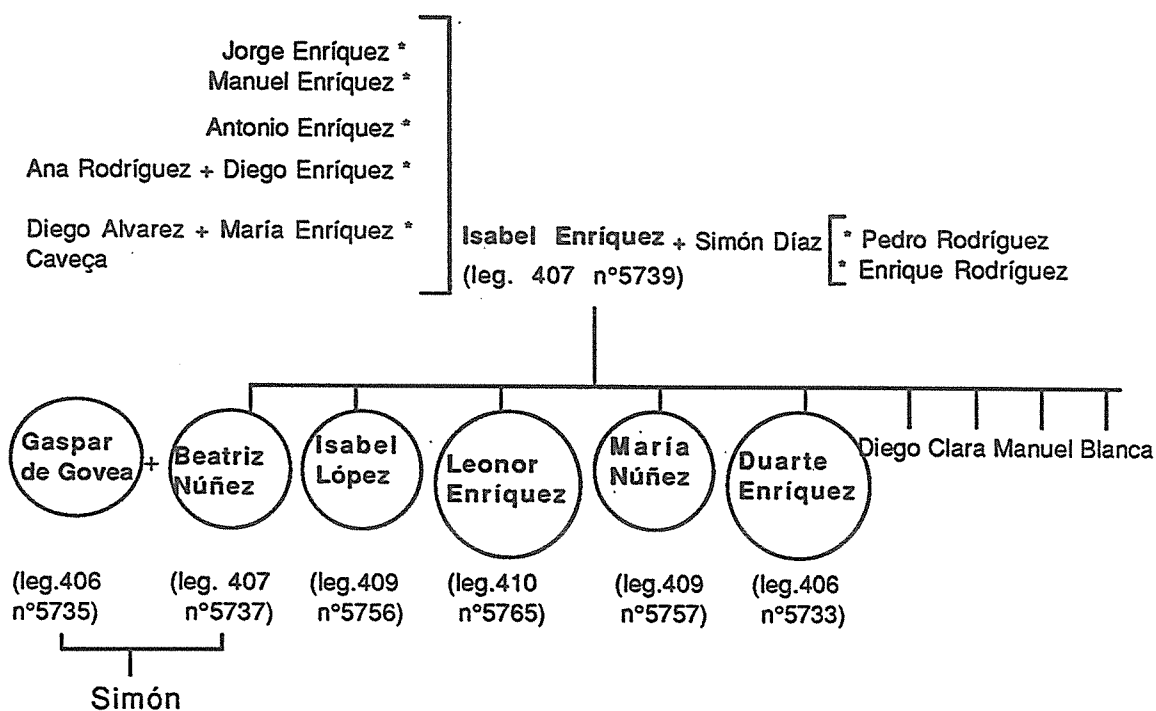 Jorge Enríquez *
Manuel Enríquez *
Antonio Enríquez *
Ana Rodríguez + Diego Enríquez *
Diego Alvarez + María Enríquez *
Caveça
Isabel Enríquez + Simón Díaz
(leg. 407 n°5739)
* Pedro Rodríguez
* Enrique Rodríguez
Gaspar
de Govea
+
Beatriz
Núñez
Isabel
López
Leonor
Enríquez
María
Núñez
Duarte
Enríquez
Diego Clara Manuel Blanca
(leg.406
n°5735)
(leg. 407
n°5737)
(leg.409
n°5756)
(leg.410
n°5765)
(leg.409
n°5757)
(leg.406
n°5733)
Simón